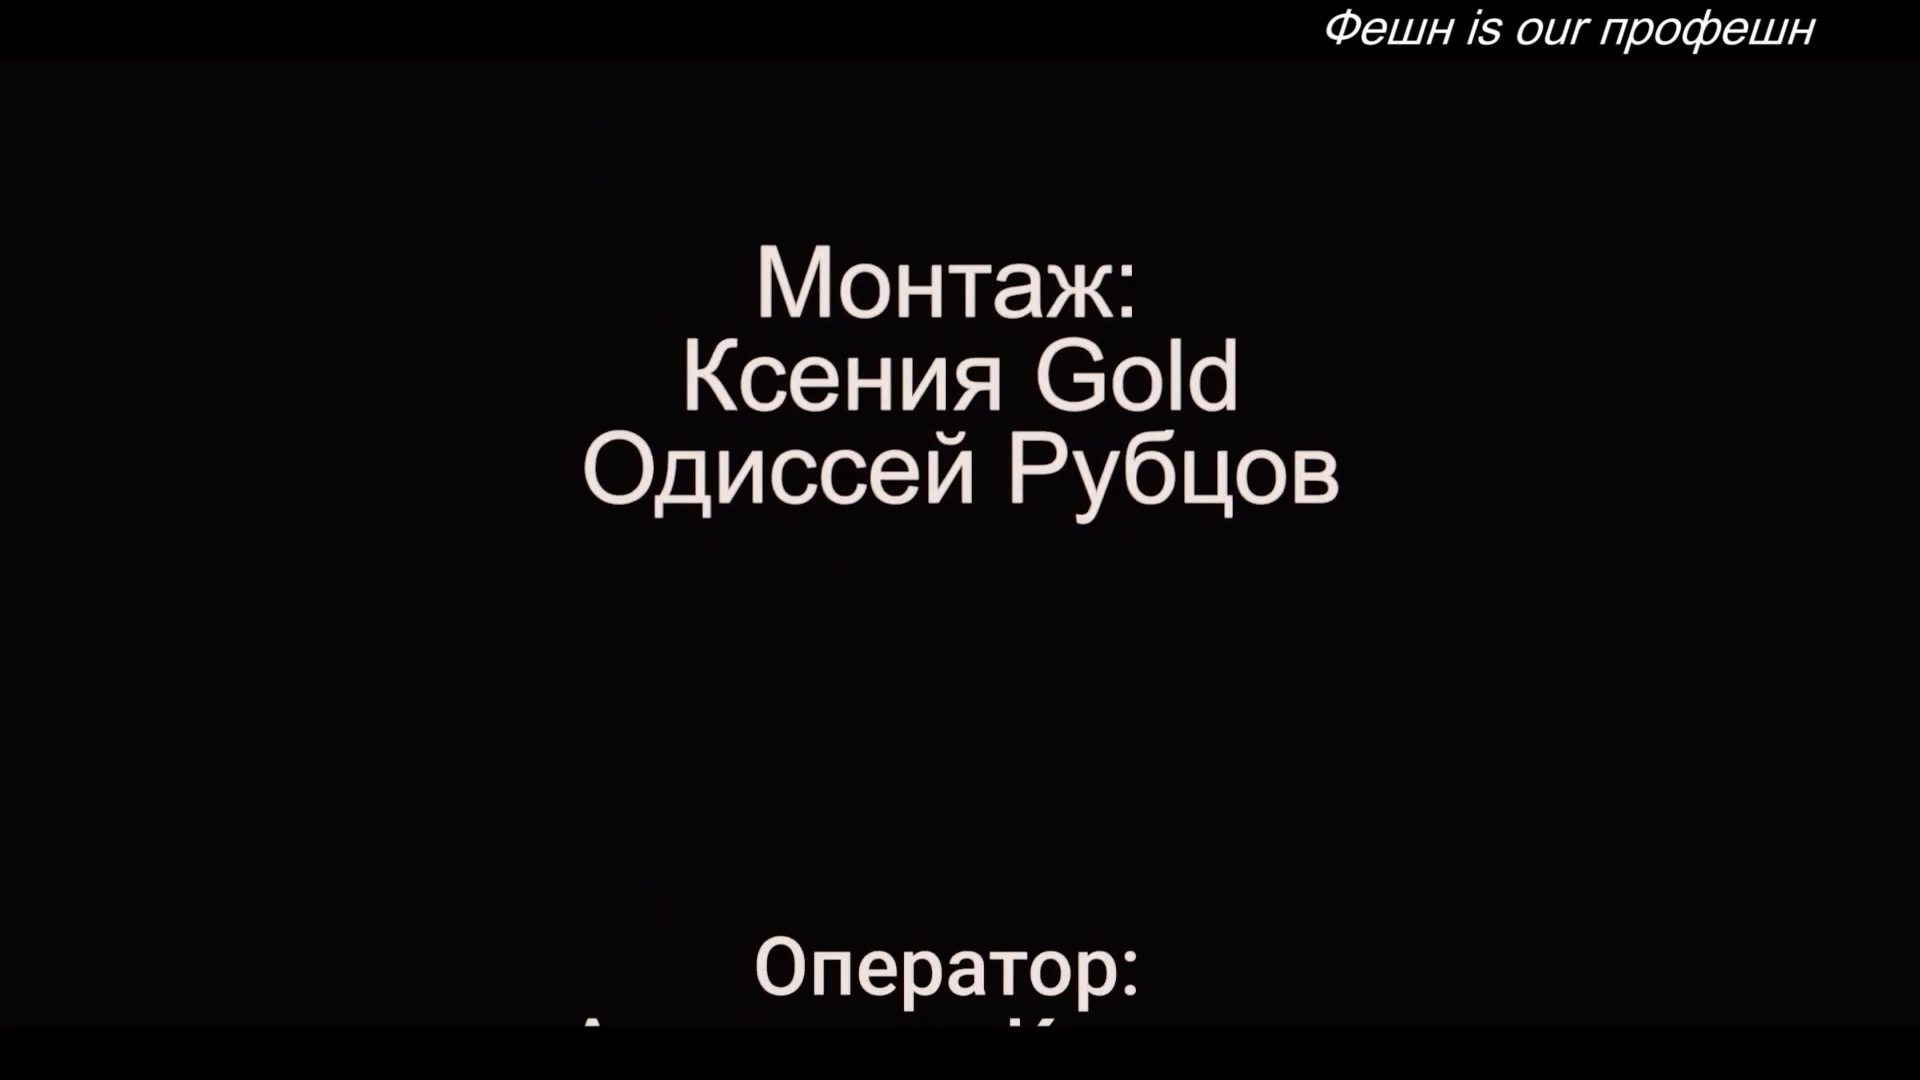 Фешн is our профешн
Монтаж:
Ксения Gold
Одиссей Рубцов
Оператор: